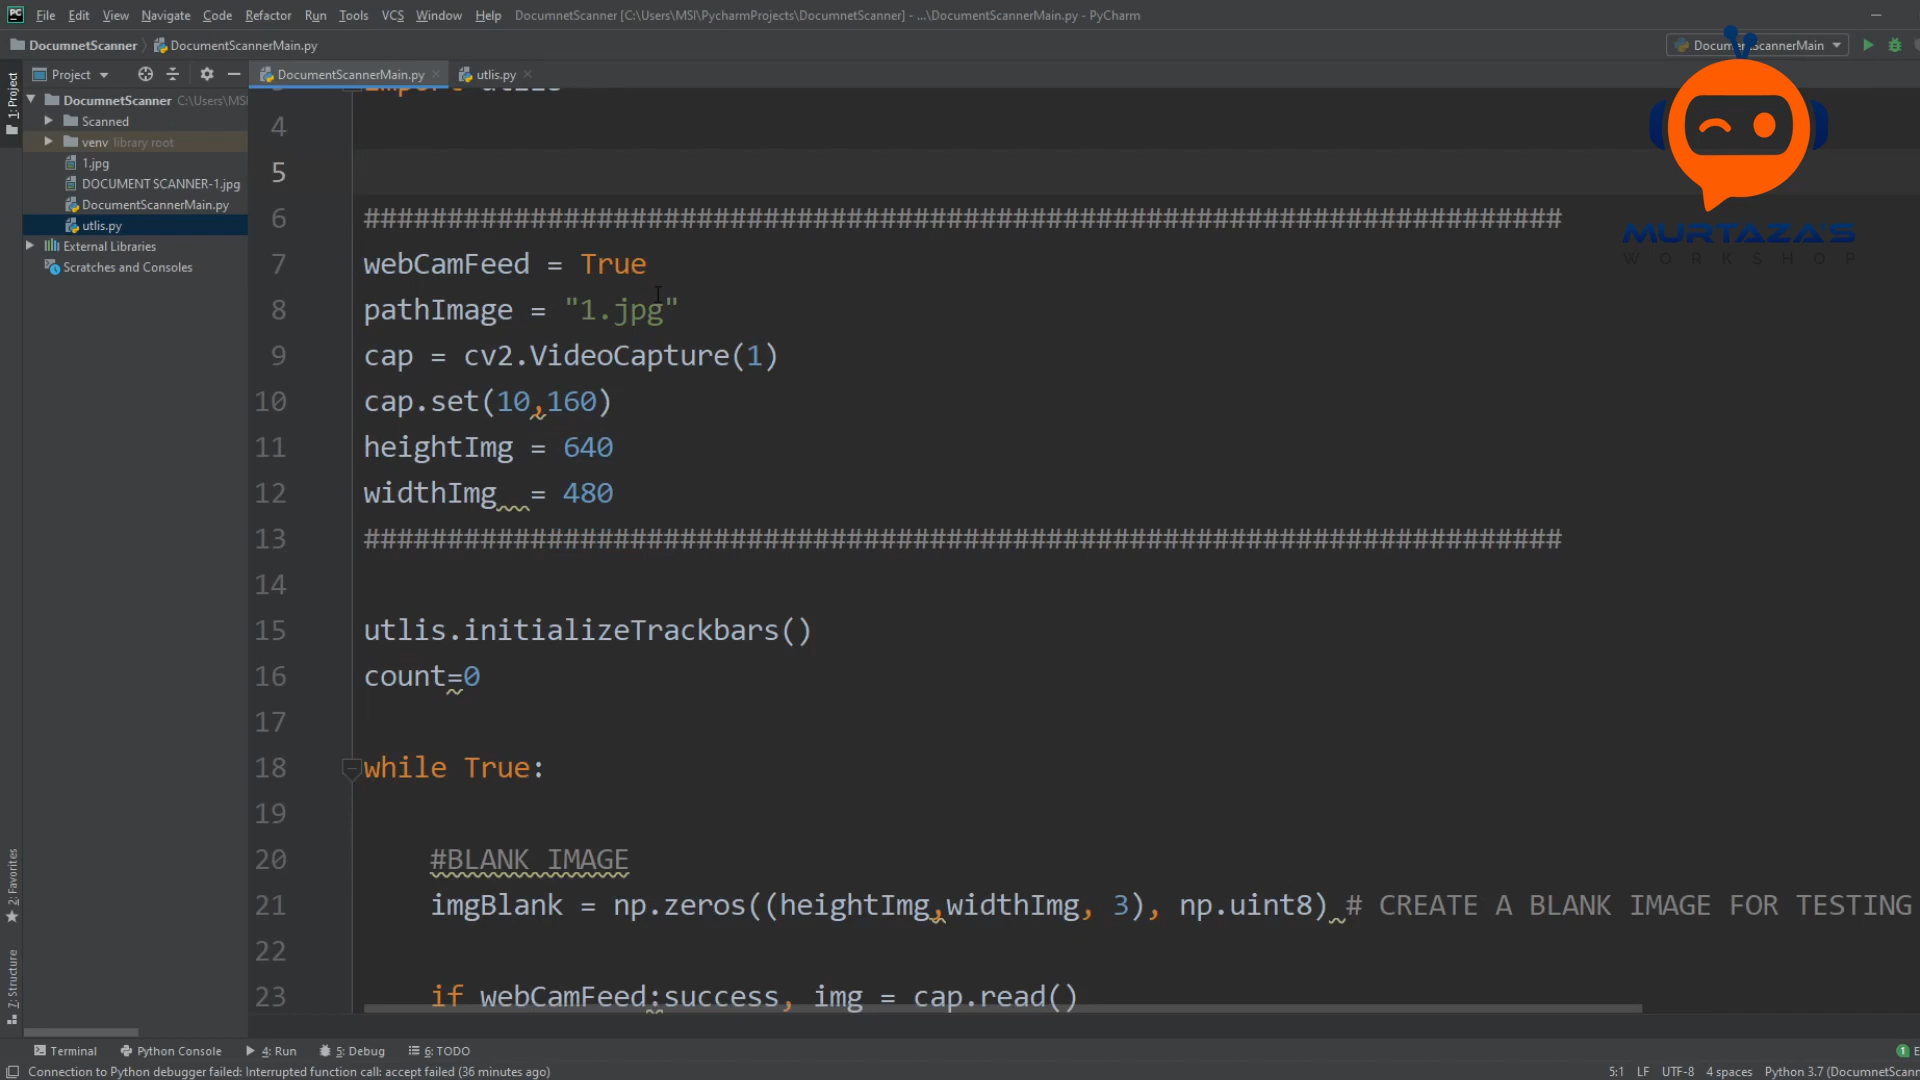 File Edit View Navigate Code Refactor Run Tools VCS Window Help DocumnetScanner [C:\Users\MSI\PycharmProjects\DocumnetScanner] - ...\DocumentScannerMain.py - PyCharm
DocumnetScanner DocumentScannerMain.py
Project DocumentScannerMain.py utlis.py
1: Project
DocumnetScanner C:\Users\MSI
Scanned
venv library root
1.jpg
DOCUMENT SCANNER-1.jpg
DocumentScannerMain.py
utlis.py
External Libraries
Scratches and Consoles
MURTAZA'S
WORKSHOP
4
5
6 ########################################################################
7 webCamFeed = True
8 pathImage = "1.jpg"
9 cap = cv2.VideoCapture(1)
10 cap.set(10,160)
11 heightImg = 640
12 widthImg  = 480
13 ########################################################################
14
15 utlis.initializeTrackbars()
16 count=0
17
18 while True:
19
20 #BLANK IMAGE
21 imgBlank = np.zeros((heightImg,widthImg, 3), np.uint8) # CREATE A BLANK IMAGE FOR TESTING
22
23 if webCamFeed:success, img = cap.read()
2: Favorites
7: Structure
Terminal Python Console 4: Run 5: Debug 6: TODO
Connection to Python debugger failed: Interrupted function call: accept failed (36 minutes ago) 5:1 LF UTF-8 4 spaces